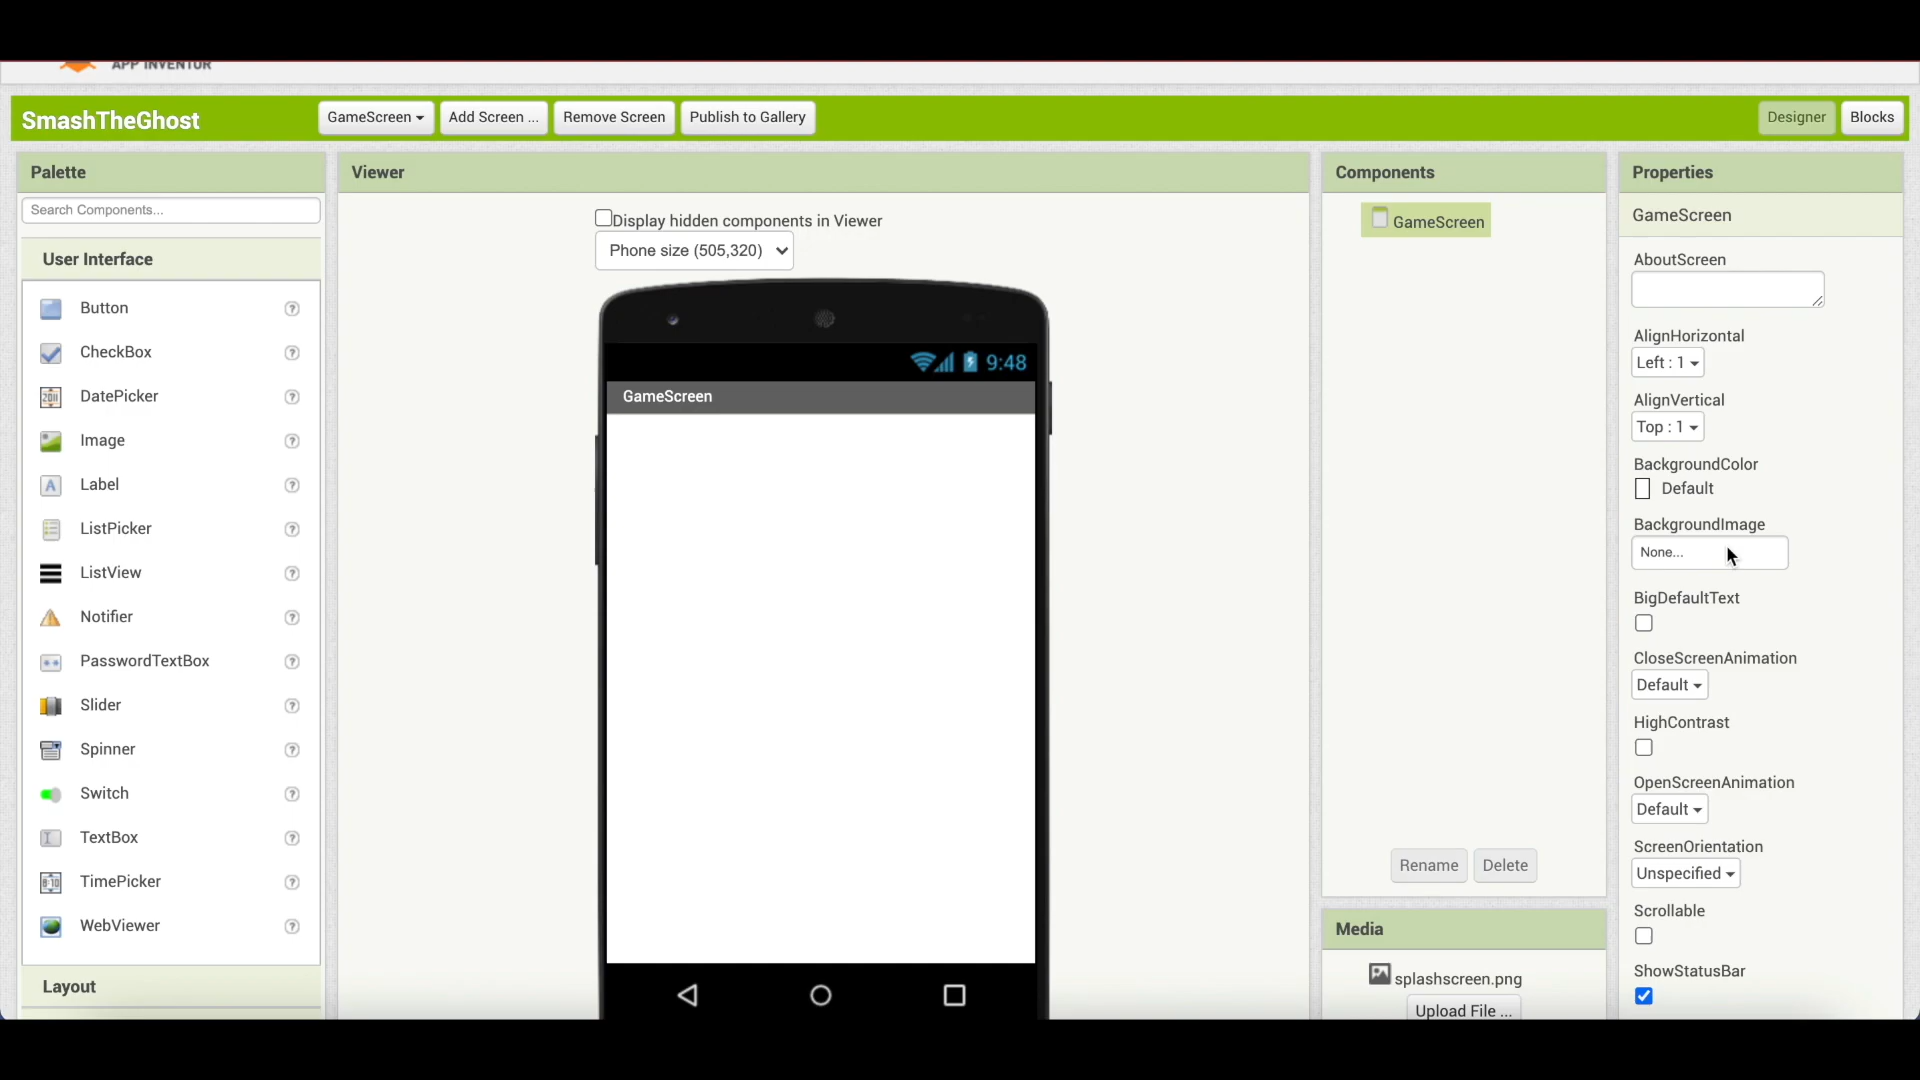 APP INVENTOR
SmashTheGhost
GameScreen
Add Screen ...
Remove Screen
Publish to Gallery
Designer
Blocks
Palette
Search Components...
User Interface
Button
CheckBox
DatePicker
Image
Label
ListPicker
ListView
Notifier
PasswordTextBox
Slider
Spinner
Switch
TextBox
TimePicker
WebViewer
Layout
Viewer
Display hidden components in Viewer
Phone size (505,320)
9:48
GameScreen
Components
GameScreen
Rename
Delete
Media
splashscreen.png
Upload File ...
Properties
GameScreen
AboutScreen
AlignHorizontal
Left : 1
AlignVertical
Top : 1
BackgroundColor
Default
BackgroundImage
None...
BigDefaultText
CloseScreenAnimation
Default
HighContrast
OpenScreenAnimation
Default
ScreenOrientation
Unspecified
Scrollable
ShowStatusBar